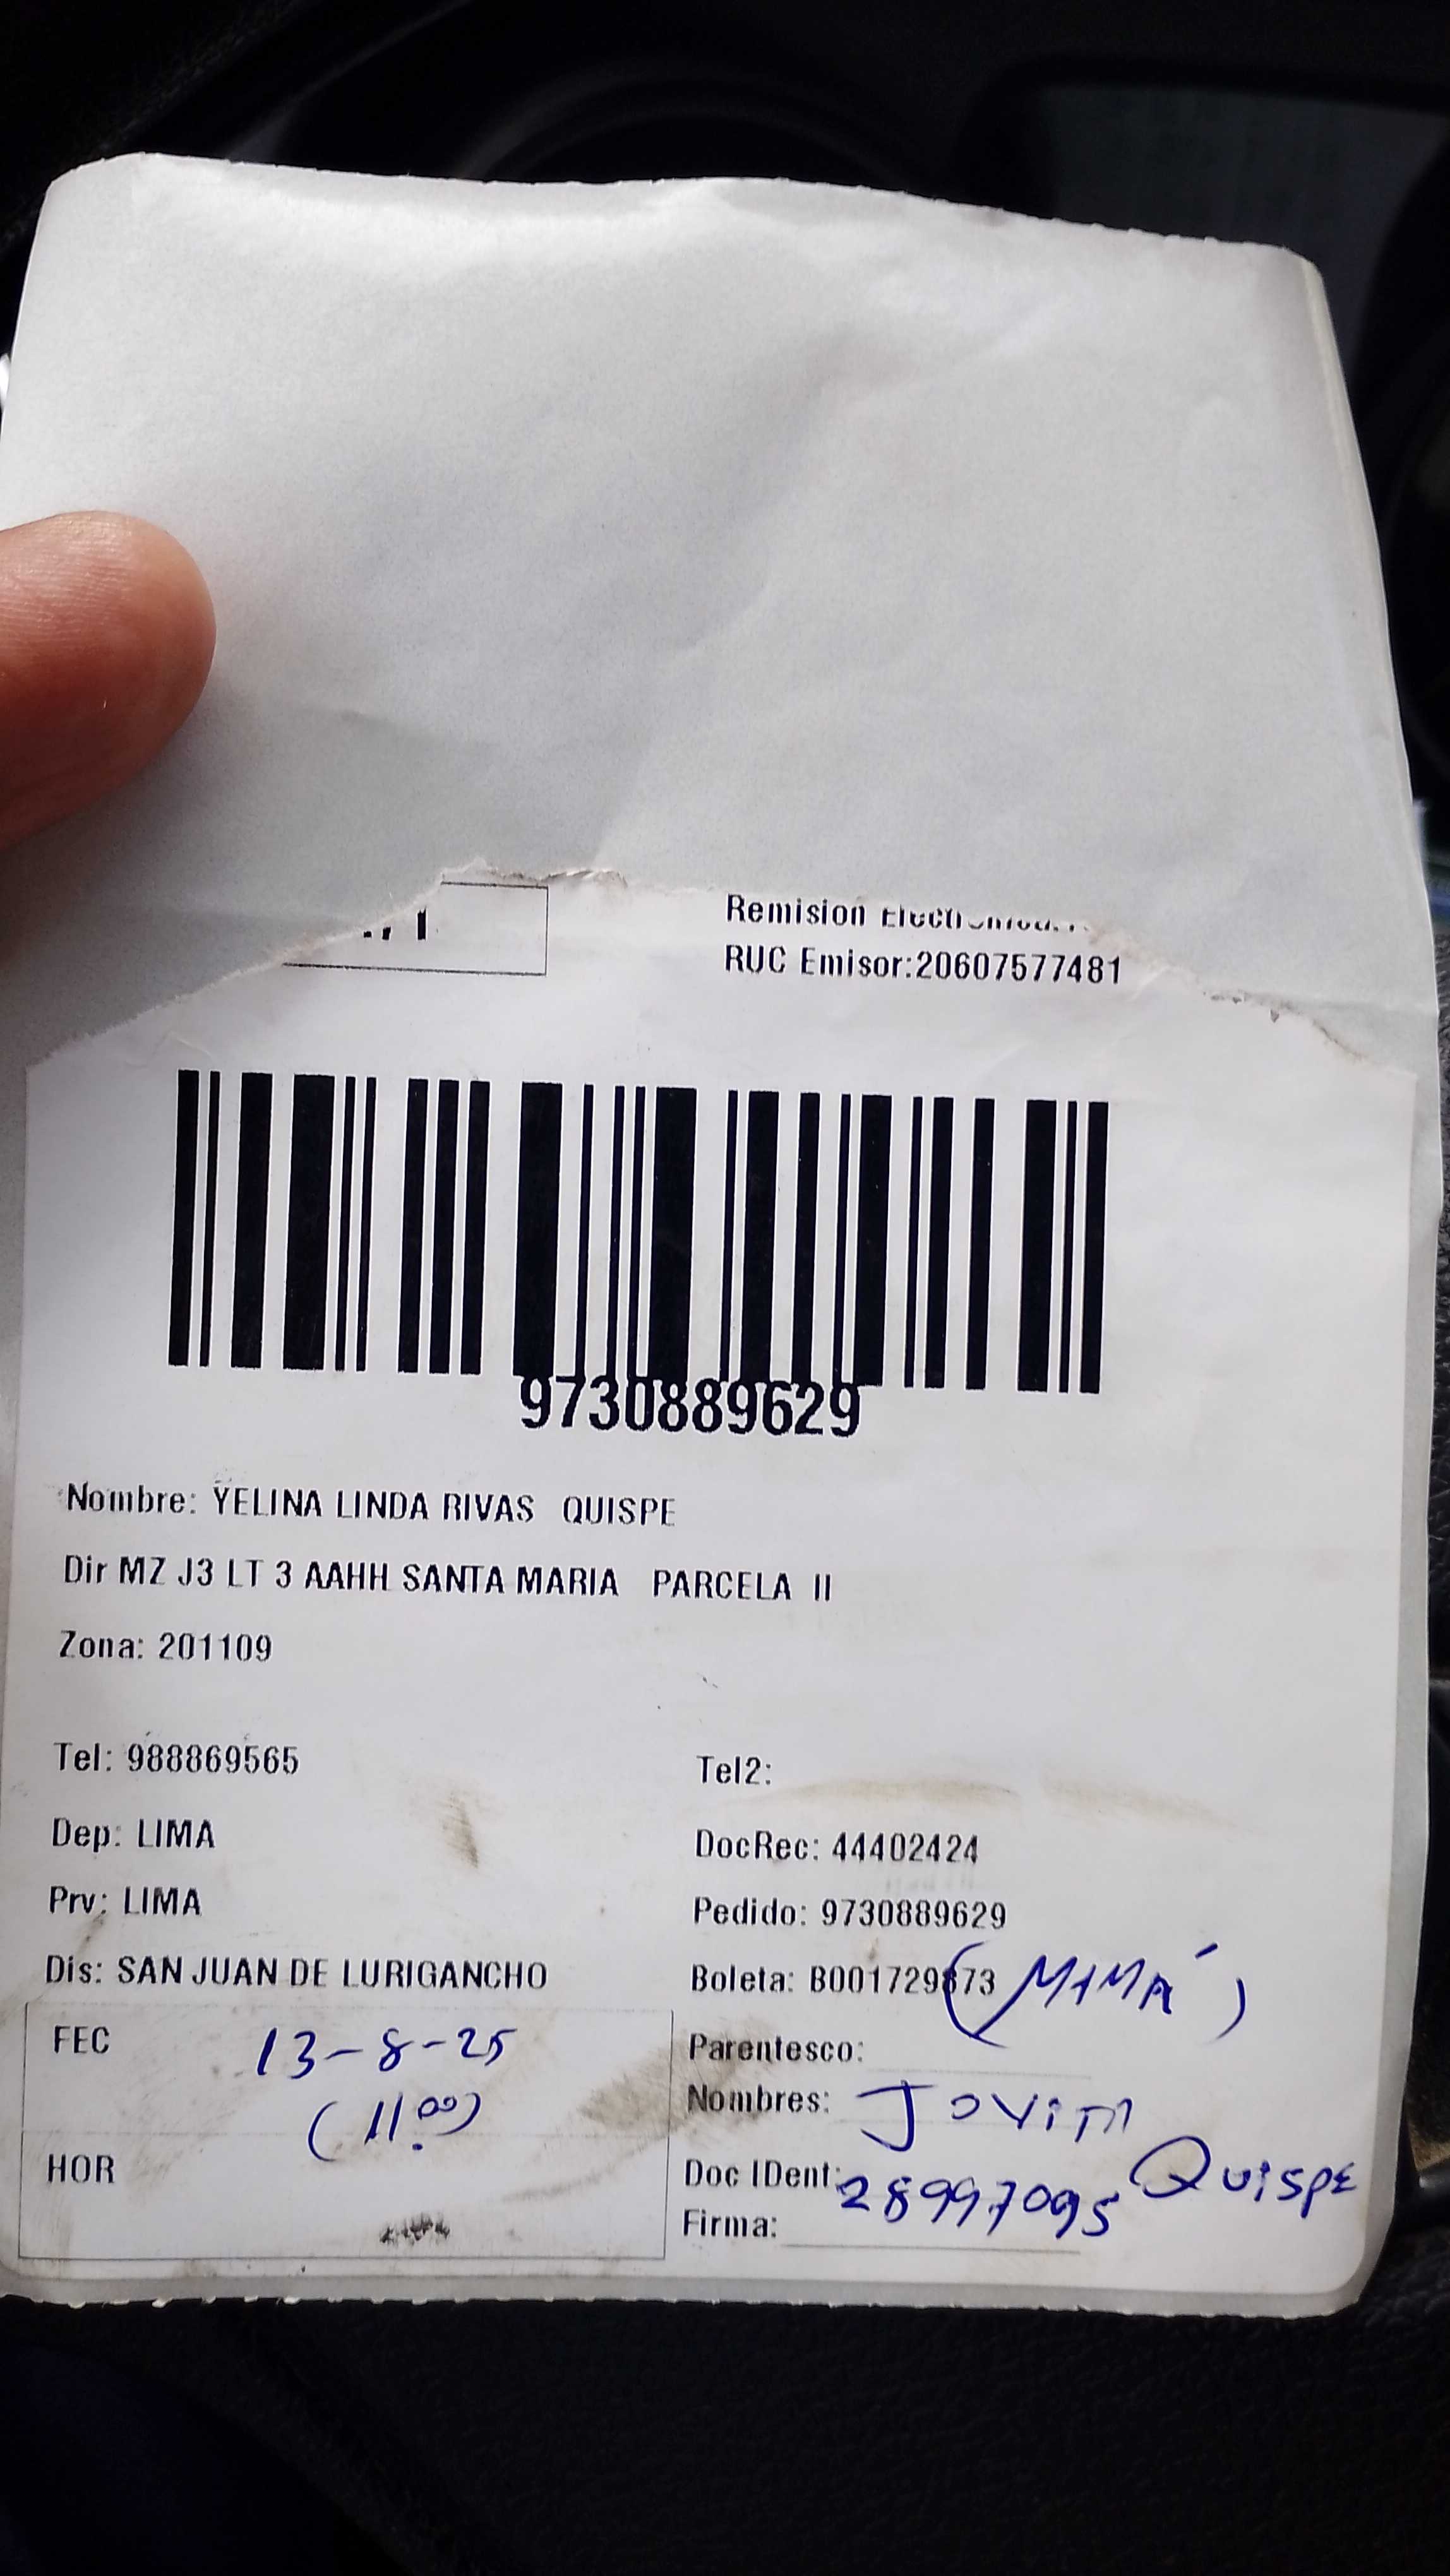 Remision
RUC Emisor:20607577481
9730889629
Nombre: YELINA LINDA RIVAS QUISPE
Dir MZ J3 LT 3 AAHH SANTA MARIA PARCELA II
Zona: 201109
Tel: 988869565 Tel2:
Dep: LIMA DocRec: 44402424
Prv: LIMA Pedido: 9730889629
Dis: SAN JUAN DE LURIGANCHO Boleta: (MAMÁ)
FEC 13-8-25 Parentesco:
(11:00) Nombres: JOVITA
HOR Doc IDent: 28997095 QUISPE
Firma: